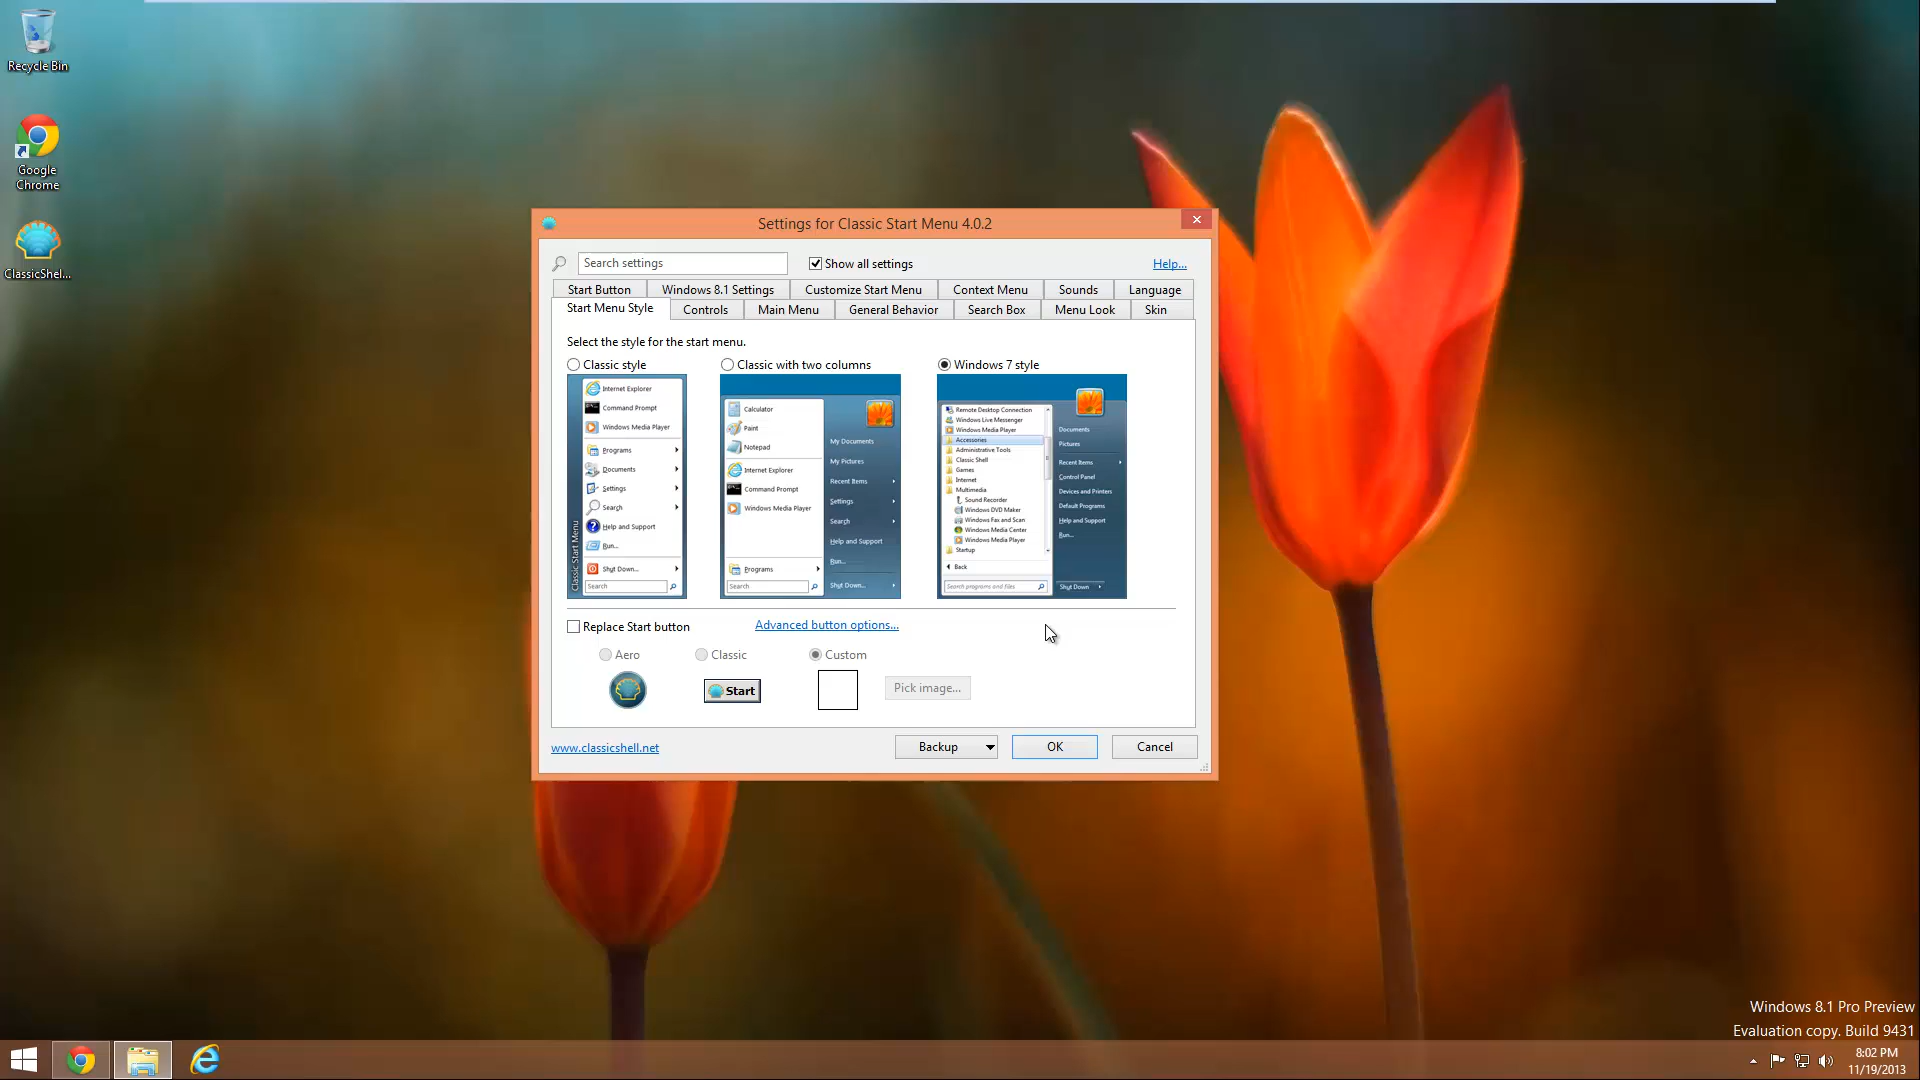 Recycle Bin
Google
Chrome
ClassicShel...
Settings for Classic Start Menu 4.0.2
Search settings
Show all settings
Help...
Start Button
Windows 8.1 Settings
Customize Start Menu
Context Menu
Sounds
Language
Start Menu Style
Controls
Main Menu
General Behavior
Search Box
Menu Look
Skin
Select the style for the start menu.
Classic style
Classic with two columns
Windows 7 style
Internet Explorer
Command Prompt
Windows Media Player
Programs
Documents
Settings
Search
Help and Support
Run...
Shut Down...
Search
Classic Start Menu
Calculator
Paint
Notepad
Internet Explorer
Command Prompt
Windows Media Player
Programs
Search
My Documents
My Pictures
Recent Items
Settings
Search
Help and Support
Run...
Shut Down...
Remote Desktop Connection
Windows Live Messenger
Windows Media Player
Accessories
Administrative Tools
Classic Shell
Games
Internet
Multimedia
Sound Recorder
Windows DVD Maker
Windows Fax and Scan
Windows Media Center
Windows Media Player
Startup
Back
Search programs and files
Documents
Pictures
Recent Items
Control Panel
Devices and Printers
Default Programs
Help and Support
Run...
Shut Down
Replace Start button
Advanced button options...
Aero
Classic
Custom
Start
Pick image...
www.classicshell.net
Backup
OK
Cancel
Windows 8.1 Pro Preview
Evaluation copy. Build 9431
8:02 PM
11/19/2013